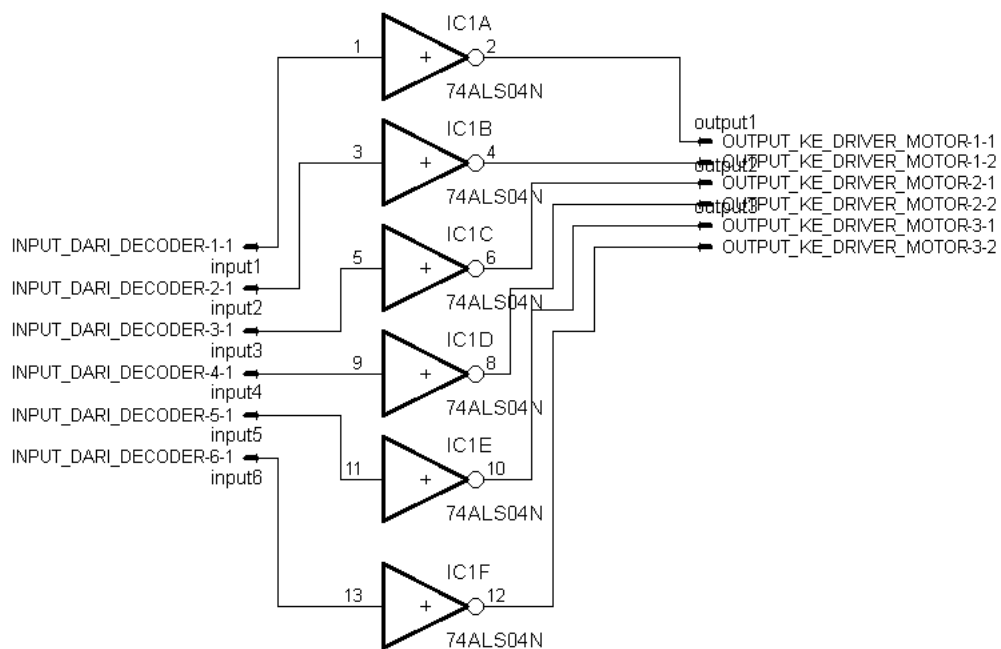 IC1A
1
2
74ALS04N
IC1B
3
4
74ALS04N
IC1C
5
6
74ALS04N
IC1D
9
8
74ALS04N
IC1E
11
10
74ALS04N
IC1F
13
12
74ALS04N
INPUT_DARI_DECODER-1-1
input1
INPUT_DARI_DECODER-2-1
input2
INPUT_DARI_DECODER-3-1
input3
INPUT_DARI_DECODER-4-1
input4
INPUT_DARI_DECODER-5-1
input5
INPUT_DARI_DECODER-6-1
input6
output1
OUTPUT_KE_DRIVER_MOTOR-1-1
OUTPUT_KE_DRIVER_MOTOR-1-2
output2
OUTPUT_KE_DRIVER_MOTOR-2-1
OUTPUT_KE_DRIVER_MOTOR-2-2
output3
OUTPUT_KE_DRIVER_MOTOR-3-1
OUTPUT_KE_DRIVER_MOTOR-3-2